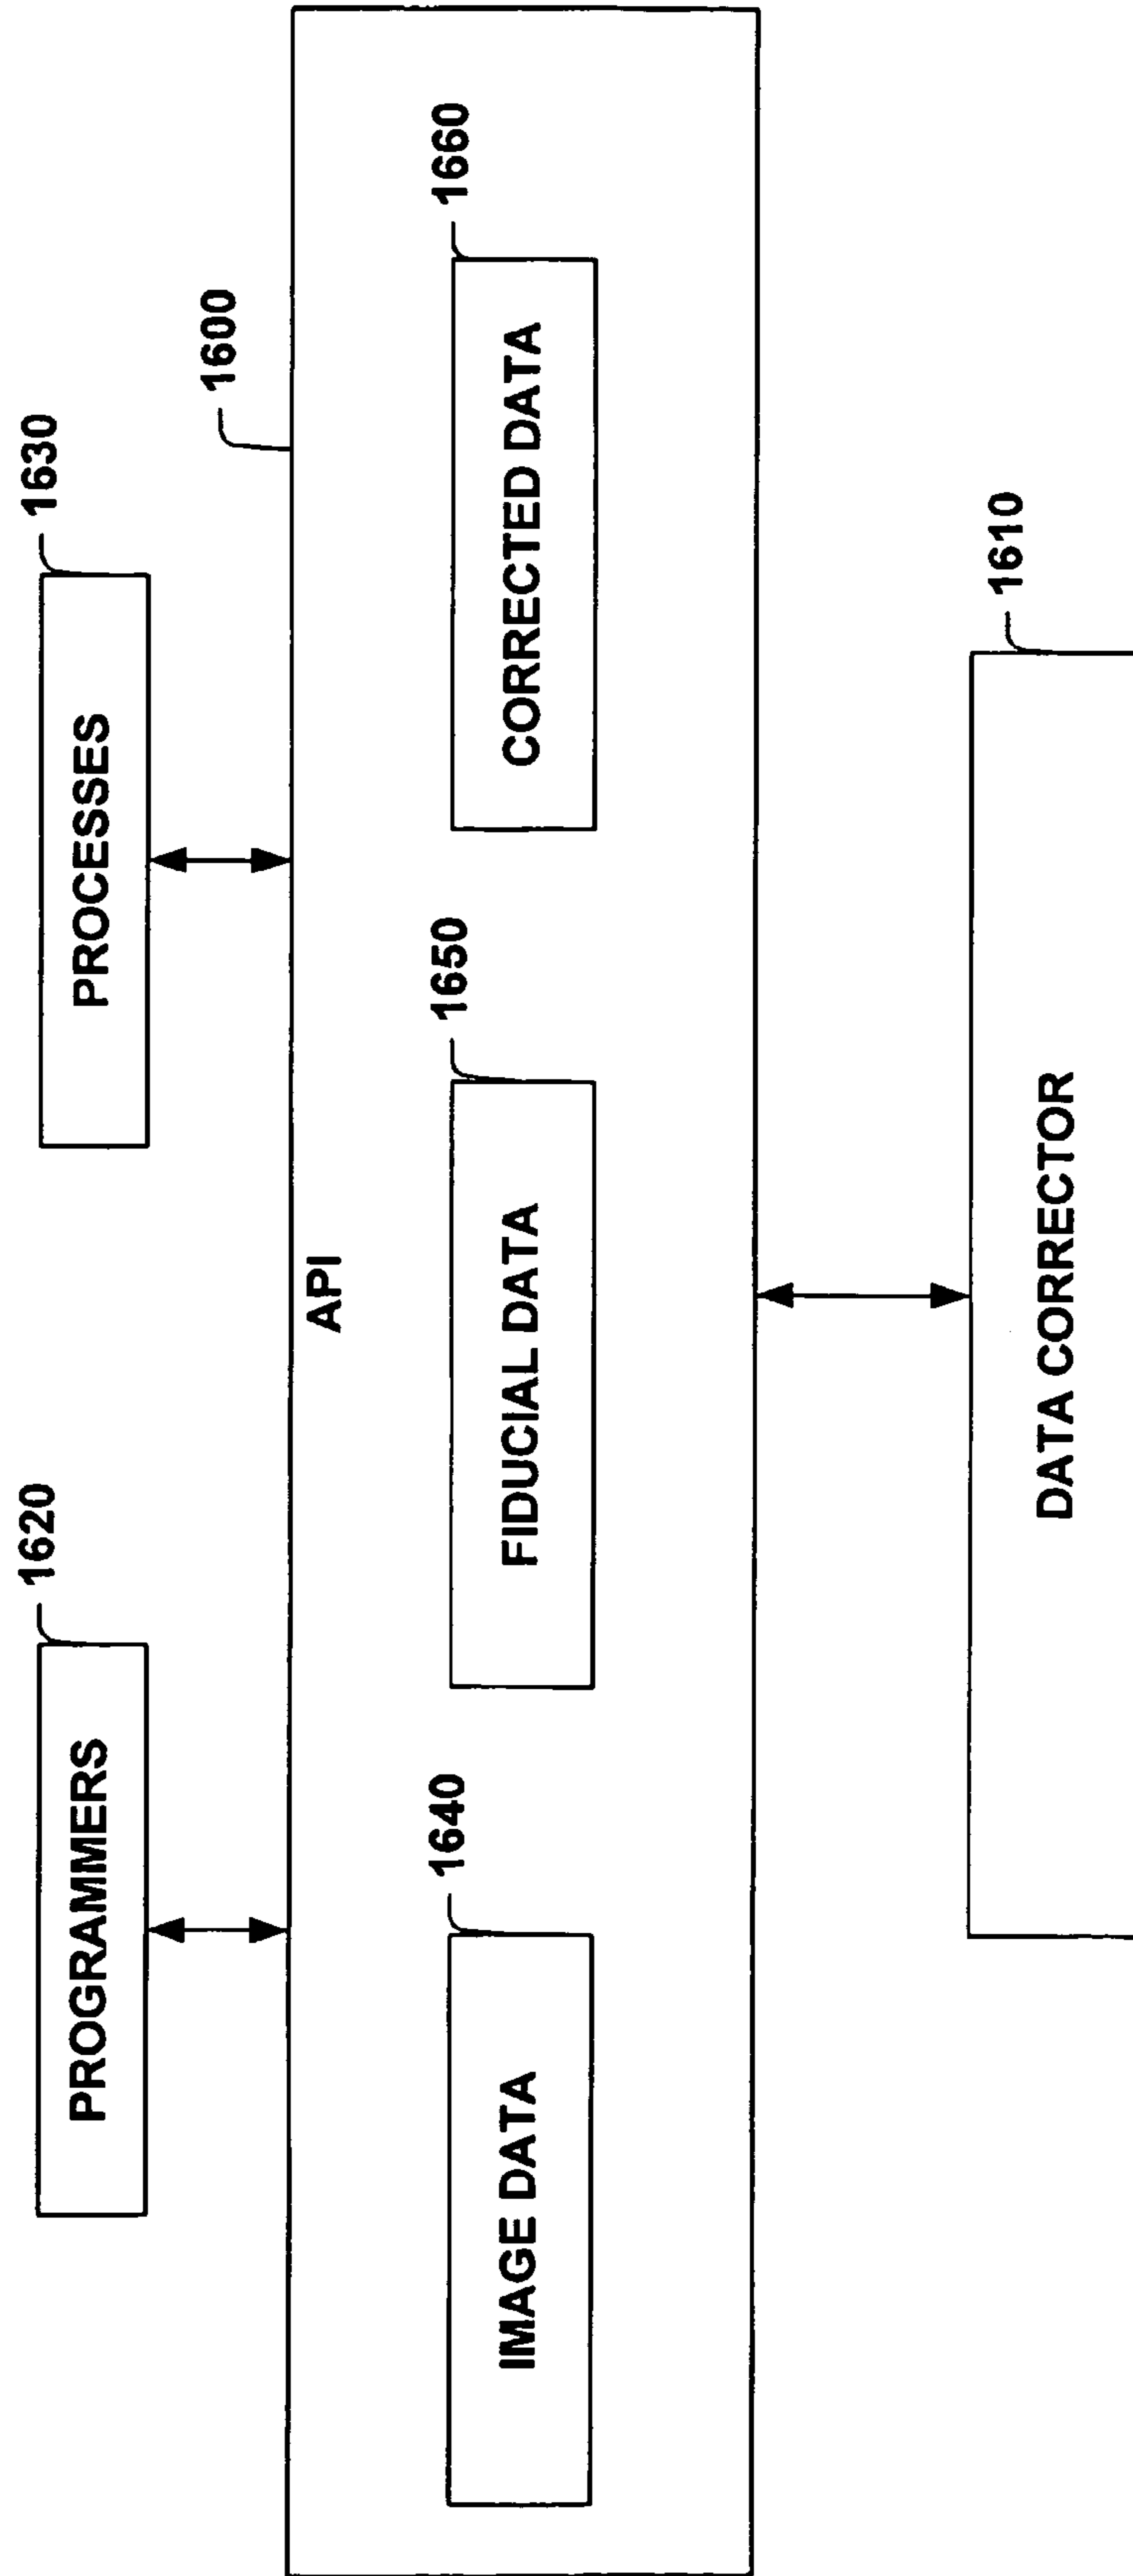 1620
PROGRAMMERS
1630
PROCESSES
1600
API
1640
IMAGE DATA
1650
FIDUCIAL DATA
1660
CORRECTED DATA
1610
DATA CORRECTOR